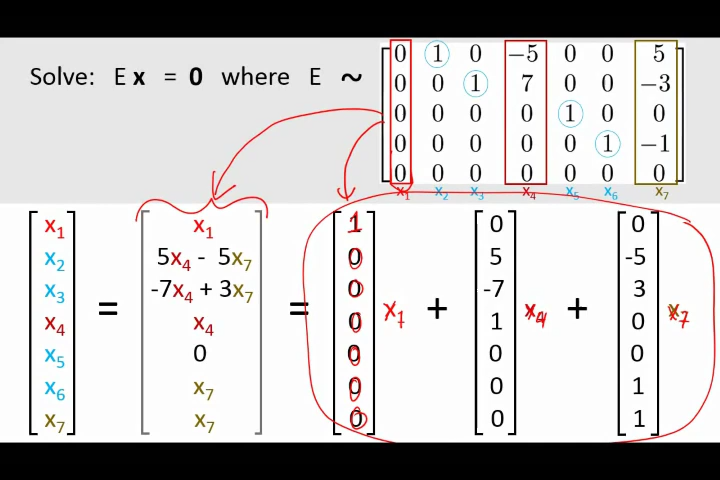 Solve: E x = 0 where E ~
0 1 0 −5 0 0 5
0 0 1 7 0 0 −3
0 0 0 0 1 0 0
0 0 0 0 0 1 −1
0 0 0 0 0 0 0
x1 x2 x3 x4 x5 x6 x7
x1 x1 1 0 0
x2 5x4 - 5x7 0 5 -5
x3 -7x4 + 3x7 0 -7 3
x4 = x4 = 0 x1 + 1 x4 + 0 x7
x5 0 0 0 0
x6 x7 0 0 1
x7 x7 0 0 1